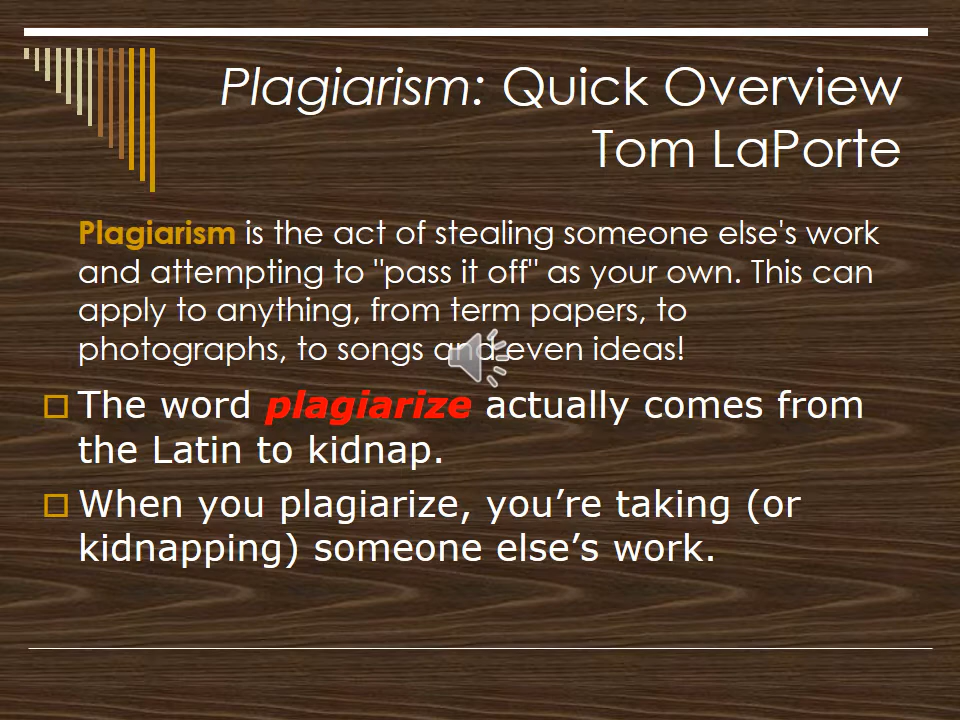 Plagiarism: Quick Overview
Tom LaPorte
Plagiarism is the act of stealing someone else's work
and attempting to "pass it off" as your own. This can
apply to anything, from term papers, to
photographs, to songs and even ideas!
The word plagiarize actually comes from
the Latin to kidnap.
When you plagiarize, you’re taking (or
kidnapping) someone else’s work.